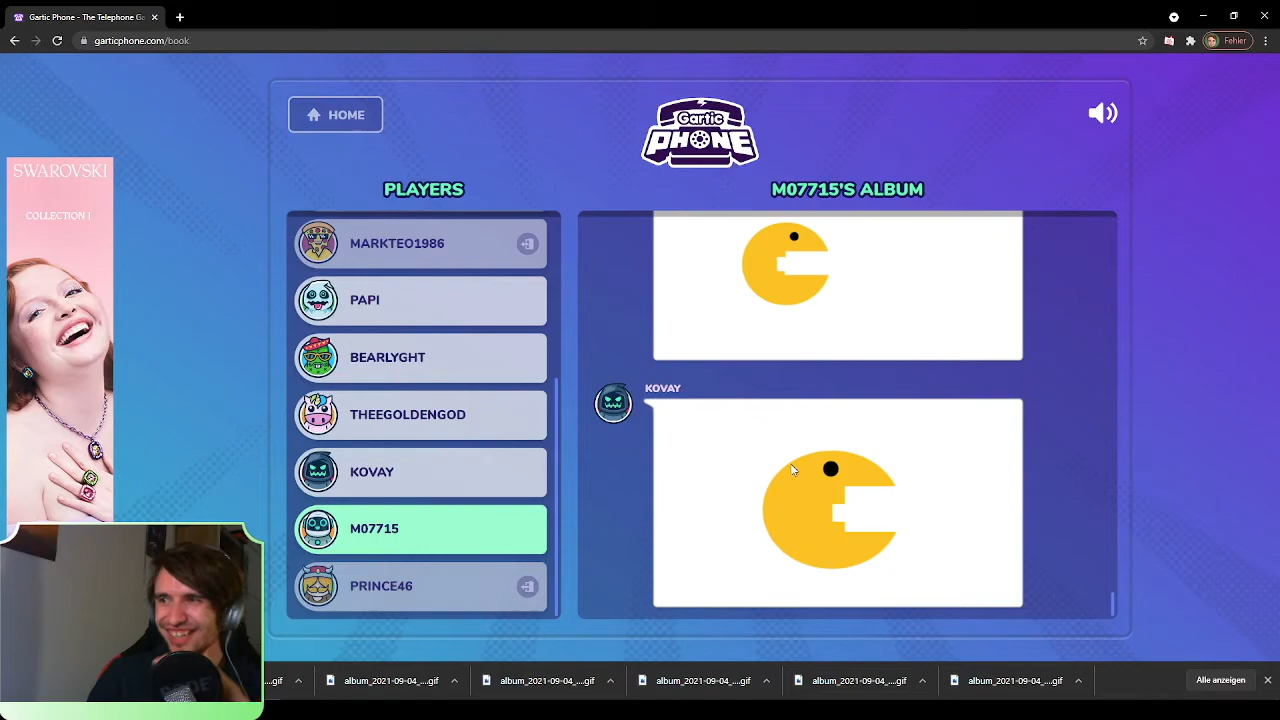 Gartic Phone - The Telephone Ga
garticphone.com/book
Fehler
HOME
Gartic
PHONE
SWAROVSKI
COLLECTION I
PLAYERS
MARKTEO1986
PAPI
BEARLYGHT
THEEGOLDENGOD
KOVAY
M07715
PRINCE46
M07715'S ALBUM
KOVAY
....gif
album_2021-09-04_....gif
album_2021-09-04_....gif
album_2021-09-04_....gif
album_2021-09-04_....gif
album_2021-09-04_....gif
Alle anzeigen